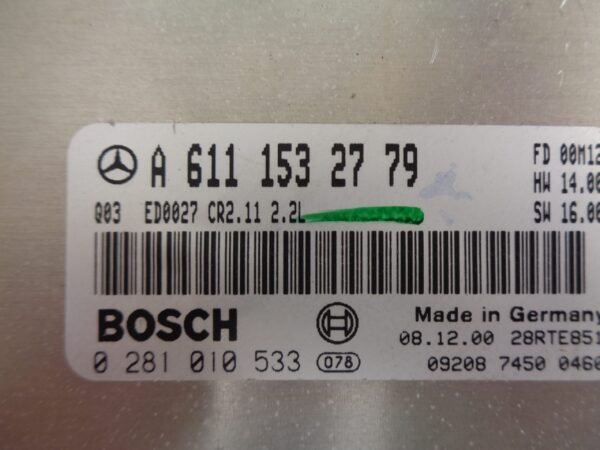 A 611 153 27 79 FD 00M12
HW 14.00
Q03 ED0027 CR2.11 2.2L SW 16.00
BOSCH Made in Germany
08.12.00 28RTE851
0 281 010 533 078 09208 7450 0460